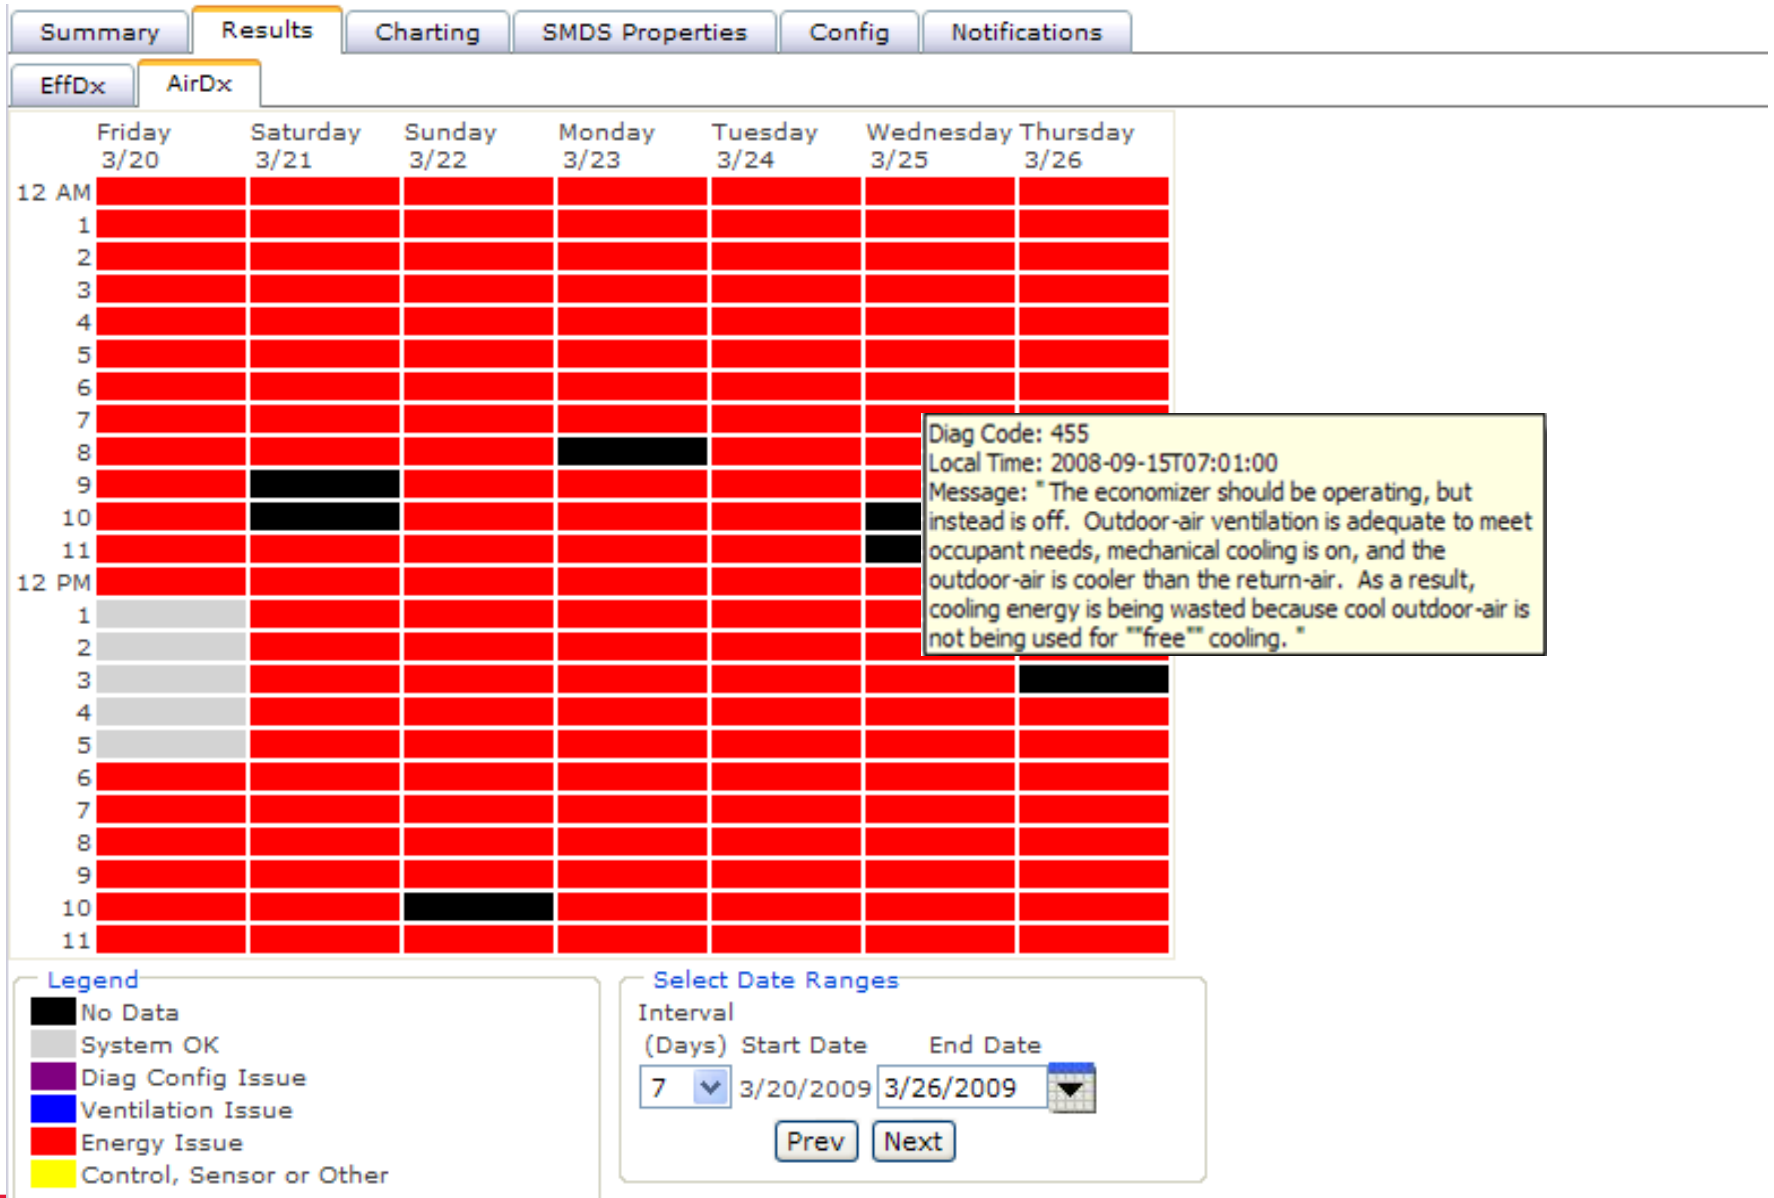 Summary Results Charting SMDS Properties Config Notifications
EffDx AirDx
Friday Saturday Sunday Monday Tuesday Wednesday Thursday
3/20 3/21 3/22 3/23 3/24 3/25 3/26
12 AM
1
2
3
4
5
6
7
8
9
10
11
12 PM
1
2
3
4
5
6
7
8
9
10
11
Diag Code: 455
Local Time: 2008-09-15T07:01:00
Message: " The economizer should be operating, but
instead is off. Outdoor-air ventilation is adequate to meet
occupant needs, mechanical cooling is on, and the
outdoor-air is cooler than the return-air. As a result,
cooling energy is being wasted because cool outdoor-air is
not being used for ""free"" cooling. "
Legend
No Data
System OK
Diag Config Issue
Ventilation Issue
Energy Issue
Control, Sensor or Other
Select Date Ranges
Interval
(Days) Start Date End Date
7 3/20/2009 3/26/2009
Prev Next